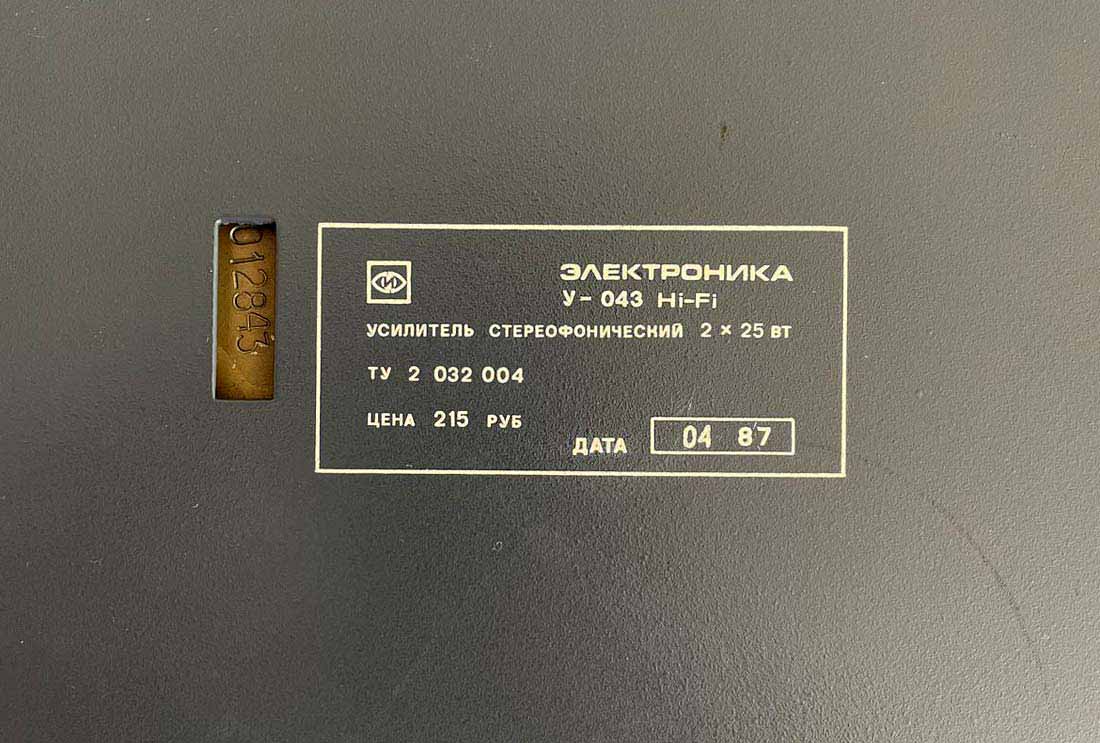 012843
ЭЛЕКТРОНИКА
У-043 Hi-Fi
УСИЛИТЕЛЬ СТЕРЕОФОНИЧЕСКИЙ 2 × 25 ВТ
ТУ 2 032 004
ЦЕНА 215 РУБ
ДАТА 04 87